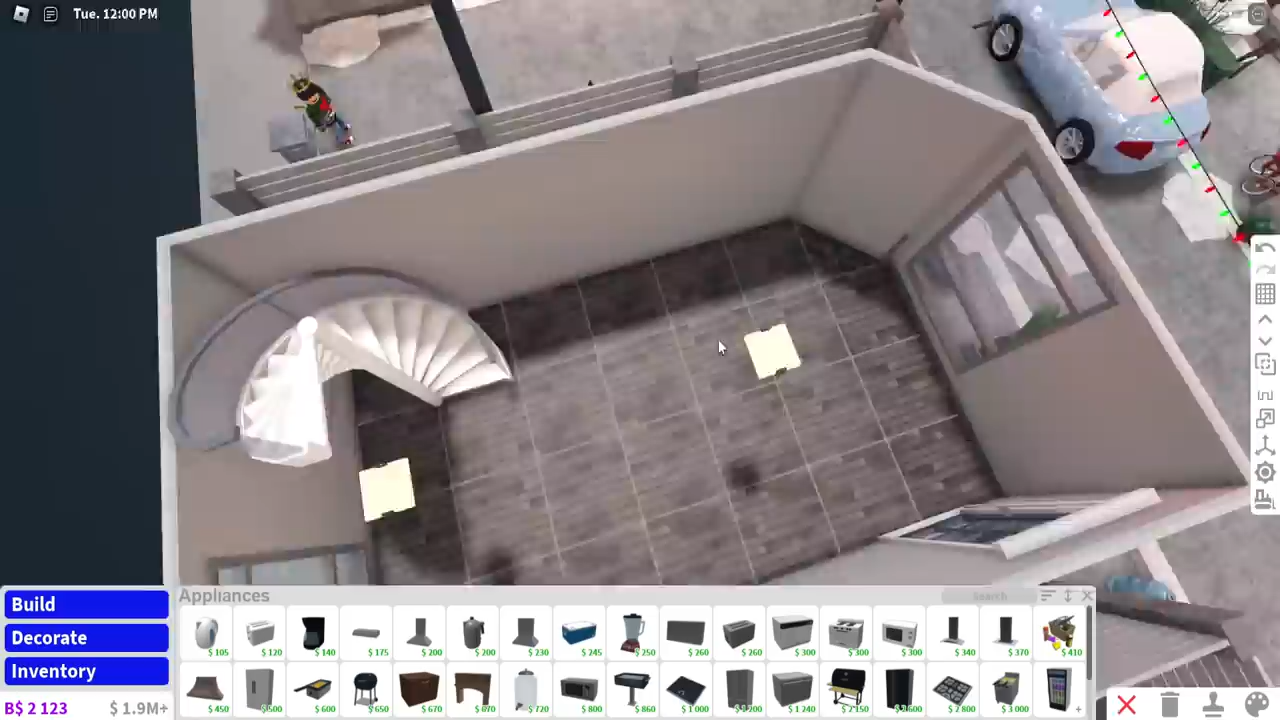 Tue. 12:00 PM
Appliances
Search
Build
Decorate
Inventory
B$ 2 123
$ 1.9M+
$ 105
$ 120
$ 140
$ 175
$ 200
$ 200
$ 230
$ 245
$ 250
$ 260
$ 260
$ 300
$ 300
$ 300
$ 340
$ 370
$ 410
$ 450
$ 600
$ 650
$ 670
$ 720
$ 800
$ 860
$ 1 000
$ 1 240
$ 2 800
$ 3 000